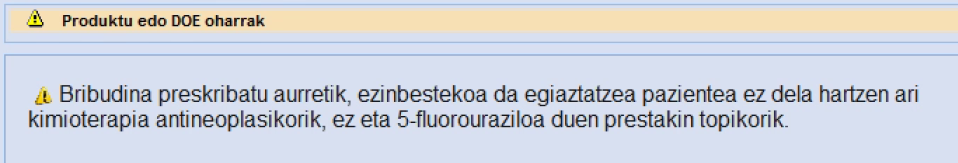 Produktu edo DOE oharrak
Bribudina preskribatu aurretik, ezinbestekoa da egiaztatzea pazientea ez dela hartzen ari
kimioterapia antineoplasikorik, ez eta 5-fluorouraziloa duen prestakin topikorik.